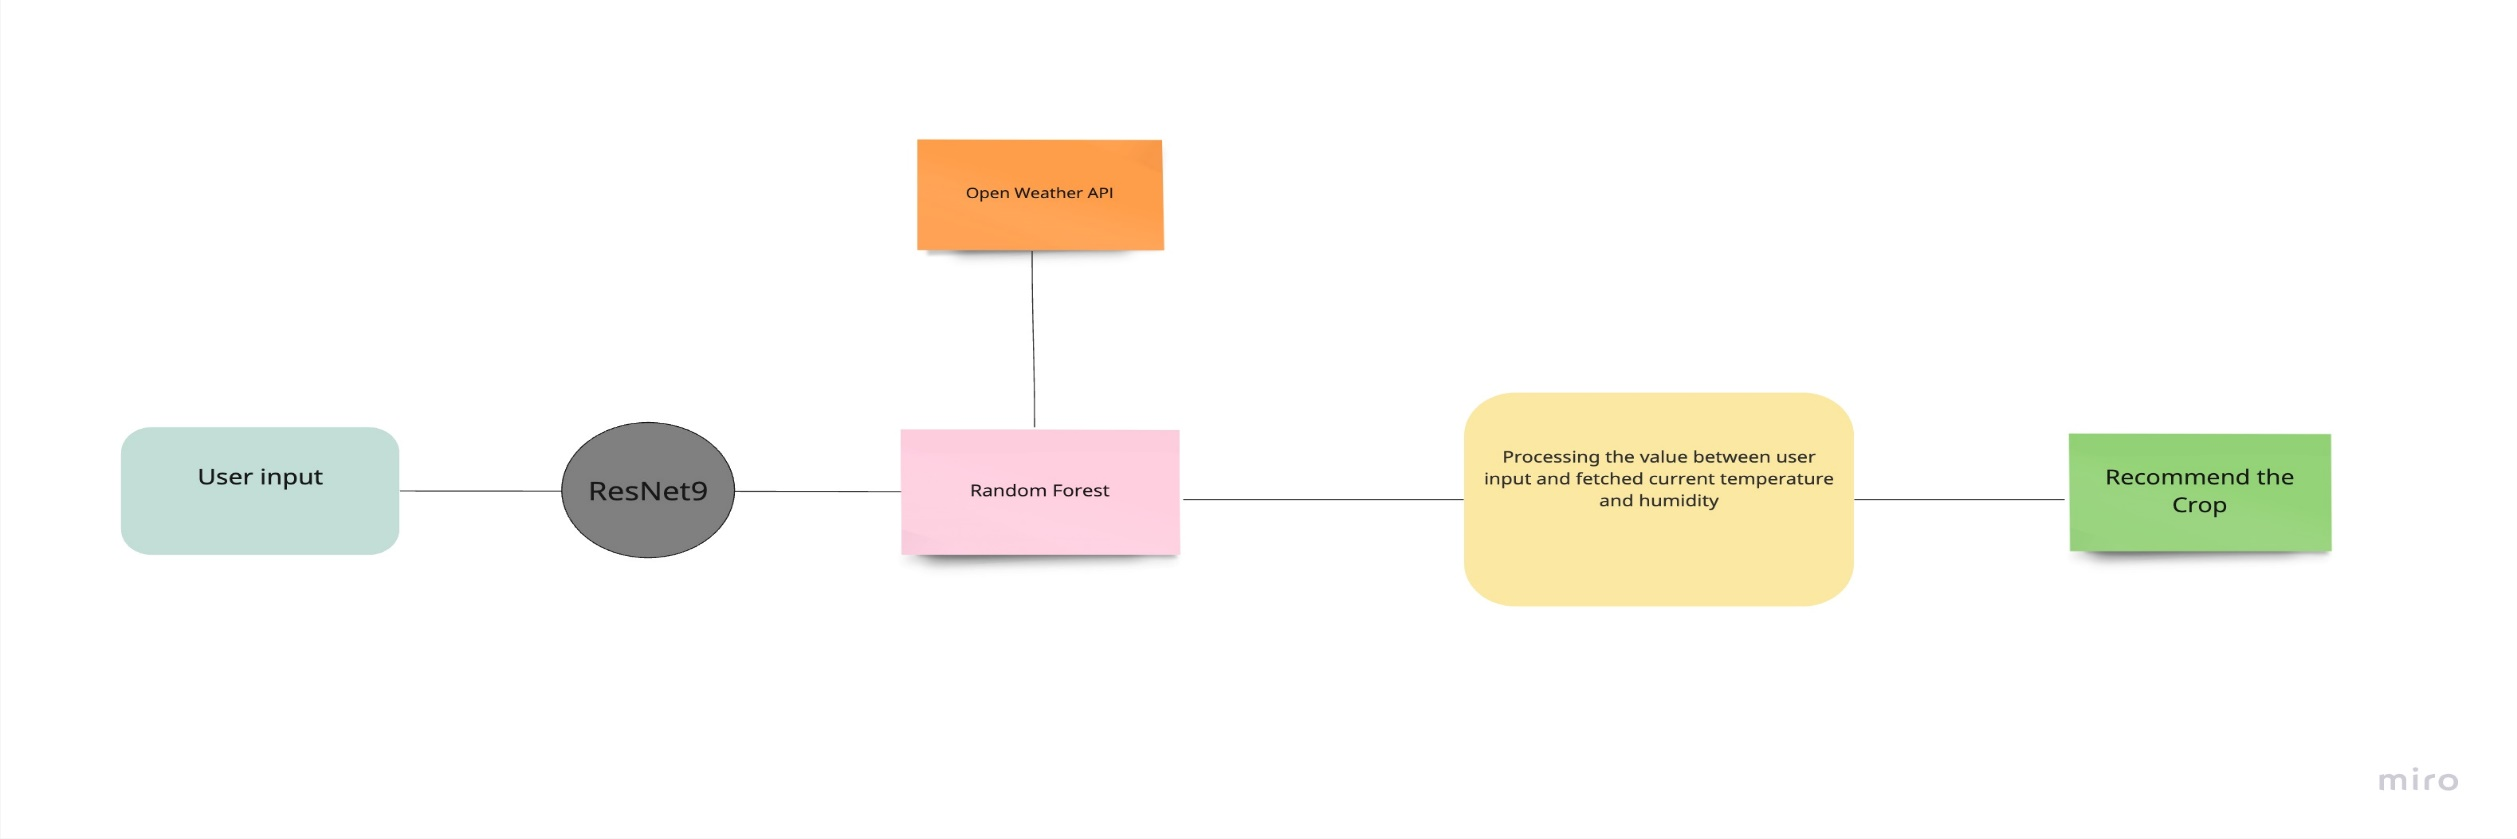 Open Weather API
User input
ResNet9
Random Forest
Processing the value between user
input and fetched current temperature
and humidity
Recommend the
Crop
miro